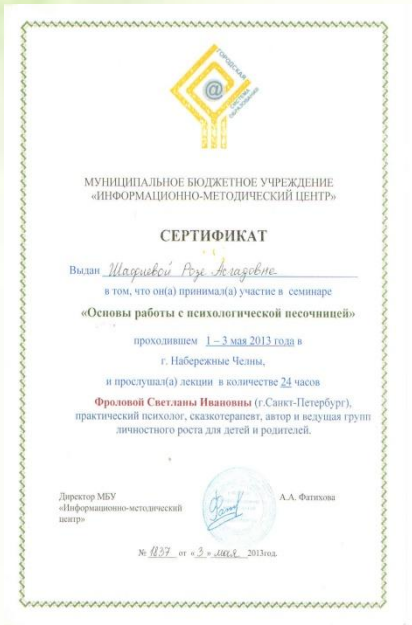 ГОРОДСКАЯ
@
СИСТЕМА
ОБРАЗОВАНИЯ
МУНИЦИПАЛЬНОЕ БЮДЖЕТНОЕ УЧРЕЖДЕНИЕ
«ИНФОРМАЦИОННО-МЕТОДИЧЕСКИЙ ЦЕНТР»
СЕРТИФИКАТ
Выдан Шафиевой Розе Асгадовне
в том, что он(а) принимал(а) участие в семинаре
«Основы работы с психологической песочницей»
проходившем 1 – 3 мая 2013 года в
г. Набережные Челны,
и прослушал(а) лекции в количестве 24 часов
Фроловой Светланы Ивановны (г.Санкт-Петербург),
практический психолог, сказкотерапевт, автор и ведущая групп
личностного роста для детей и родителей.
Директор МБУ
«Информационно-методический
центр»
А.А. Фатихова
№ 1837 от «3» мая 2013год.